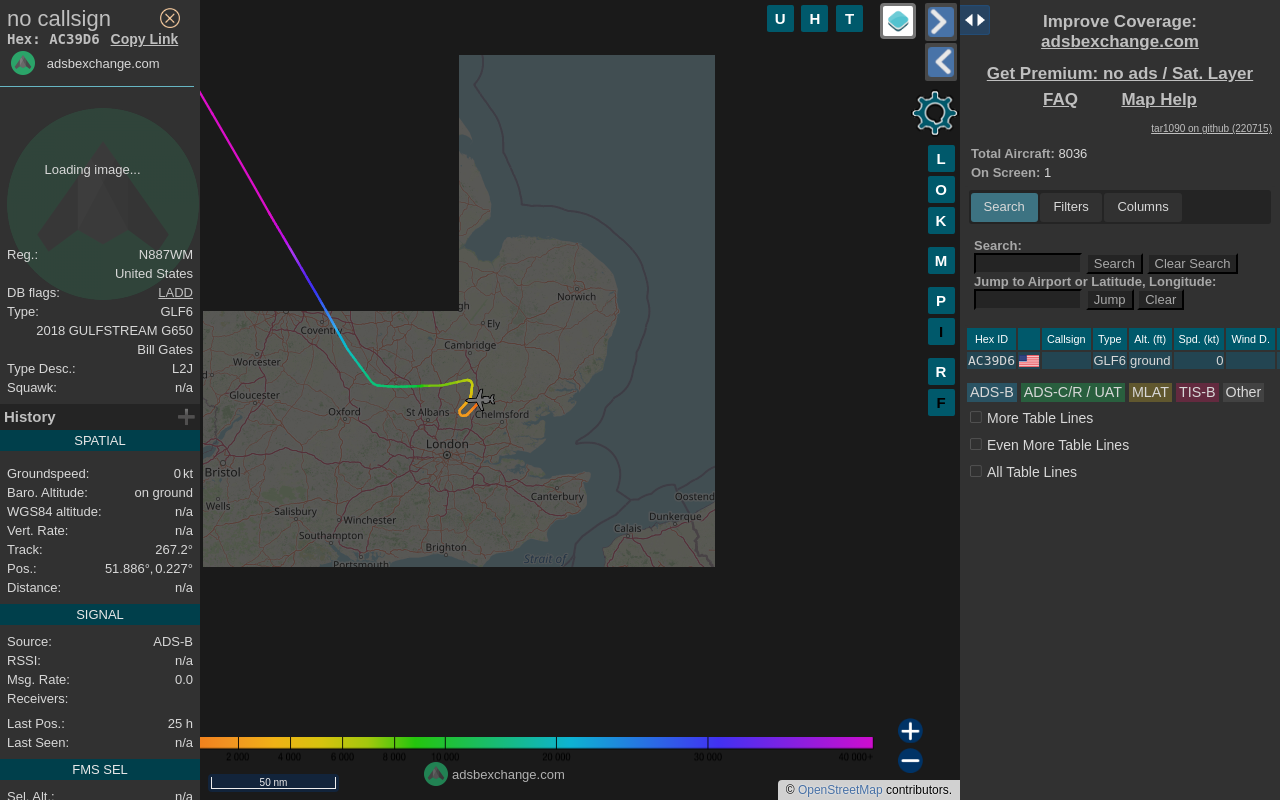 no callsign
Hex: AC39D6 Copy Link
adsbexchange.com
Loading image...
Reg.: N887WM
United States
DB flags: LADD
Type: GLF6
2018 GULFSTREAM G650
Bill Gates
Type Desc.: L2J
Squawk: n/a
History
SPATIAL
Groundspeed: 0 kt
Baro. Altitude: on ground
WGS84 altitude: n/a
Vert. Rate: n/a
Track: 267.2°
Pos.: 51.886°, 0.227°
Distance: n/a
SIGNAL
Source: ADS-B
RSSI: n/a
Msg. Rate: 0.0
Receivers:
Last Pos.: 25 h
Last Seen: n/a
FMS SEL
Sel. Alt.: n/a
U H T
L
O
K
M
P
I
R
F
Norwich
Coventry
Ely
Cambridge
Worcester
Gloucester
Oxford
St Albans
Chelmsford
London
Bristol
Wells
Salisbury
Winchester
Southampton
Portsmouth
Brighton
Canterbury
Strait of
Calais
Dunkerque
Oostend
2 000 4 000 6 000 8 000 10 000 20 000 30 000 40 000+
50 nm
adsbexchange.com
© OpenStreetMap contributors.
Improve Coverage:
adsbexchange.com
Get Premium: no ads / Sat. Layer
FAQ Map Help
tar1090 on github (220715)
Total Aircraft: 8036
On Screen: 1
Search Filters Columns
Search:
Search Clear Search
Jump to Airport or Latitude, Longitude:
Jump Clear
Hex ID Callsign Type Alt. (ft) Spd. (kt) Wind D.
AC39D6 GLF6 ground 0
ADS-B ADS-C/R / UAT MLAT TIS-B Other
More Table Lines
Even More Table Lines
All Table Lines